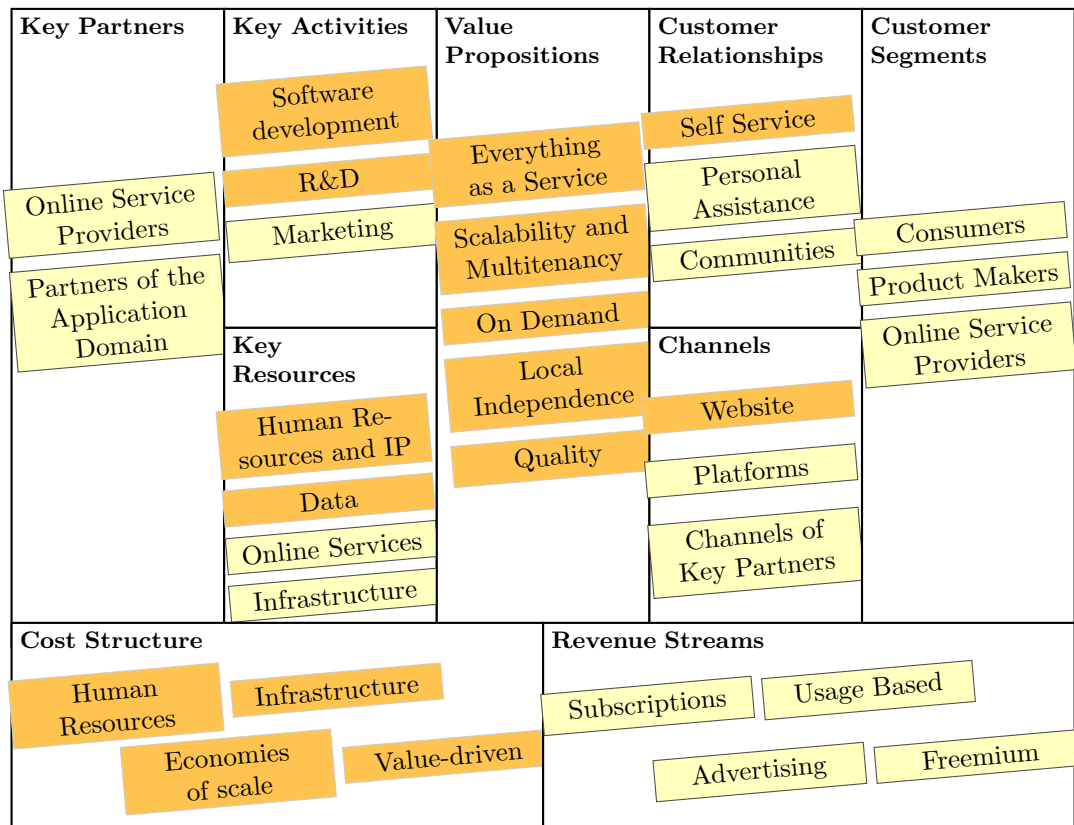 Key Partners
Online Service
Providers
Partners of the
Application
Domain
Key Activities
Software
development
R&D
Marketing
Key
Resources
Human Re-
sources and IP
Data
Online Services
Infrastructure
Value
Propositions
Everything
as a Service
Scalability and
Multitenancy
On Demand
Local
Independence
Quality
Customer
Relationships
Self Service
Personal
Assistance
Communities
Channels
Website
Platforms
Channels of
Key Partners
Customer
Segments
Consumers
Product Makers
Online Service
Providers
Cost Structure
Human
Resources
Infrastructure
Economies
of scale
Value-driven
Revenue Streams
Subscriptions
Usage Based
Advertising
Freemium